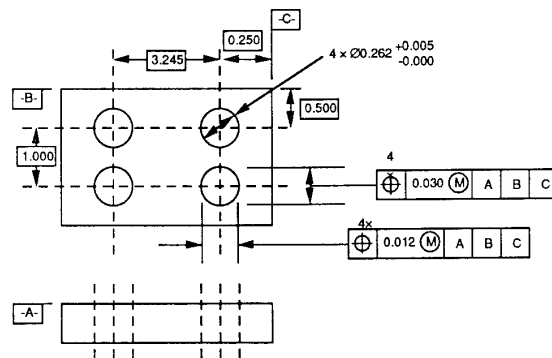 -C-
0.250
3.245
4 x Ø0.262 +0.005
-0.000
-B-
0.500
1.000
4
⌖ 0.030 Ⓜ A B C
4x
⌖ 0.012 Ⓜ A B C
-A-